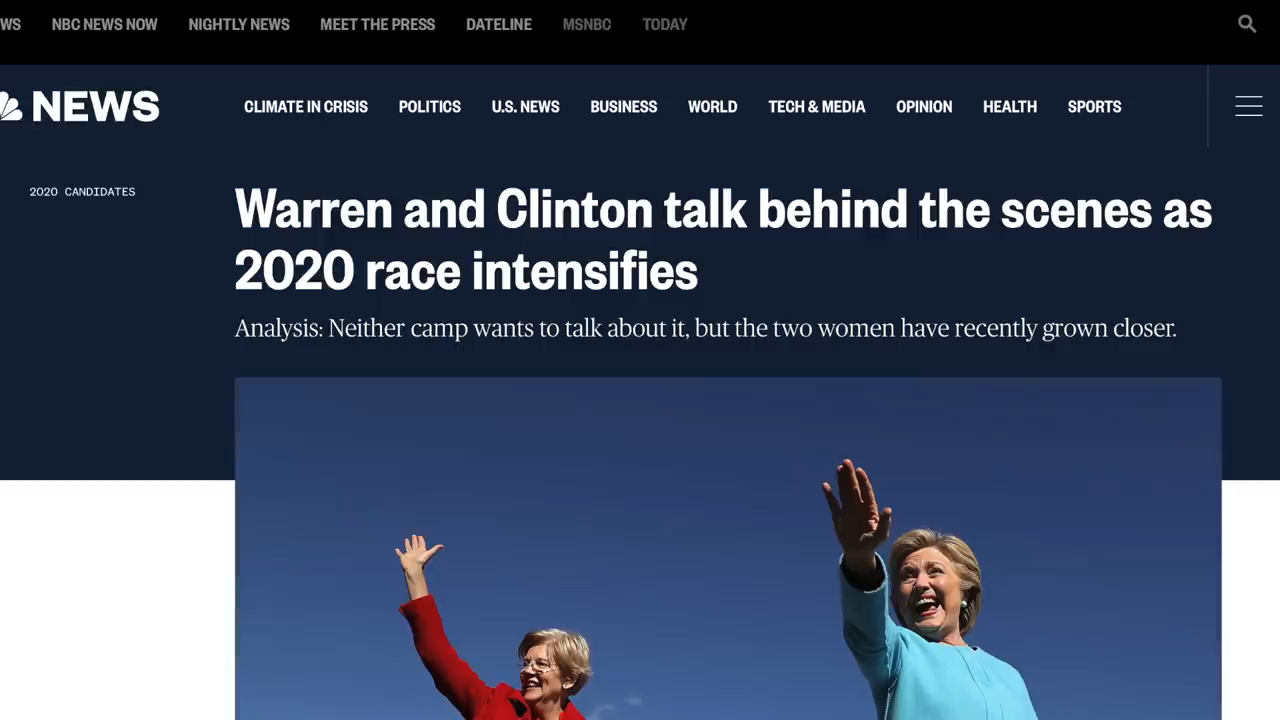 WS NBC NEWS NOW NIGHTLY NEWS MEET THE PRESS DATELINE MSNBC TODAY
NEWS CLIMATE IN CRISIS POLITICS U.S. NEWS BUSINESS WORLD TECH & MEDIA OPINION HEALTH SPORTS
2020 CANDIDATES
Warren and Clinton talk behind the scenes as
2020 race intensifies
Analysis: Neither camp wants to talk about it, but the two women have recently grown closer.